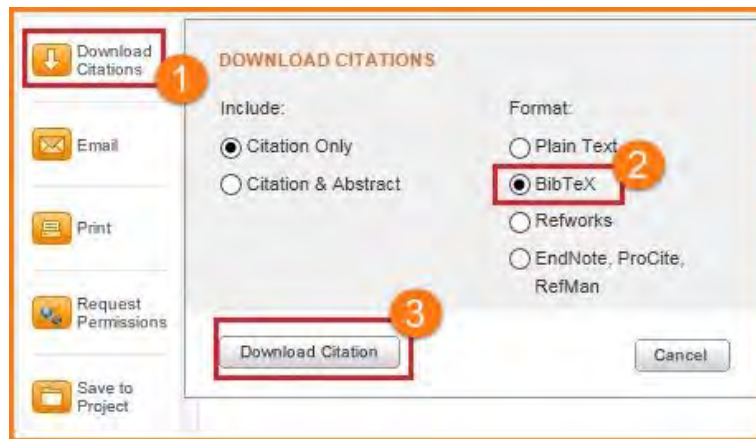 Download
Citations
1
Email
Print
Request
Permissions
Save to
Project
DOWNLOAD CITATIONS
Include:
Citation Only
Citation & Abstract
Format:
Plain Text
2
BibTeX
Refworks
EndNote, ProCite,
RefMan
3
Download Citation
Cancel